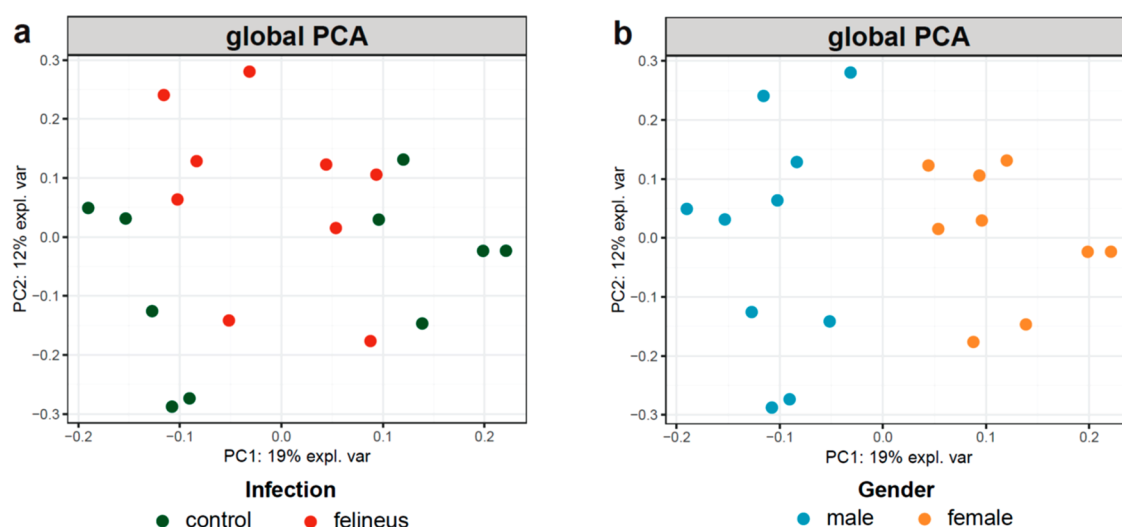 a
global PCA
0.3
0.2
0.1
0.0
−0.1
−0.2
−0.3
PC2: 12% expl. var
−0.2 −0.1 0.0 0.1 0.2
PC1: 19% expl. var
Infection
control felineus
b
global PCA
0.3
0.2
0.1
0.0
−0.1
−0.2
−0.3
PC2: 12% expl. var
−0.2 −0.1 0.0 0.1 0.2
PC1: 19% expl. var
Gender
male female